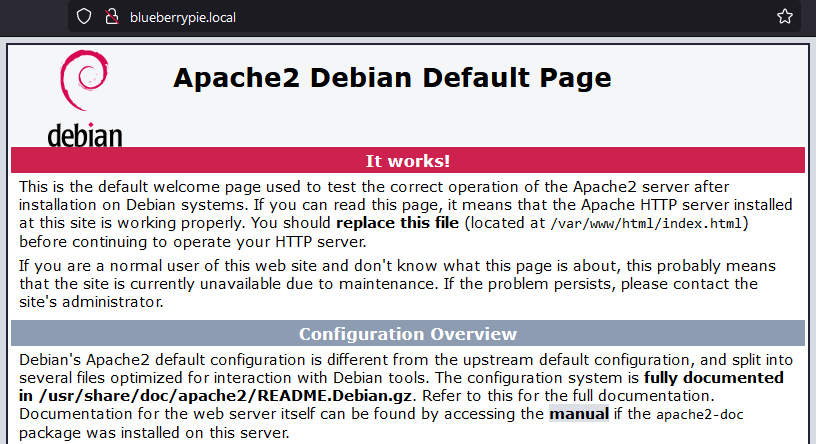 blueberrypie.local
Apache2 Debian Default Page
debian
It works!
This is the default welcome page used to test the correct operation of the Apache2 server after
installation on Debian systems. If you can read this page, it means that the Apache HTTP server installed
at this site is working properly. You should replace this file (located at /var/www/html/index.html)
before continuing to operate your HTTP server.
If you are a normal user of this web site and don't know what this page is about, this probably means
that the site is currently unavailable due to maintenance. If the problem persists, please contact the
site's administrator.
Configuration Overview
Debian's Apache2 default configuration is different from the upstream default configuration, and split into
several files optimized for interaction with Debian tools. The configuration system is fully documented
in /usr/share/doc/apache2/README.Debian.gz. Refer to this for the full documentation.
Documentation for the web server itself can be found by accessing the manual if the apache2-doc
package was installed on this server.